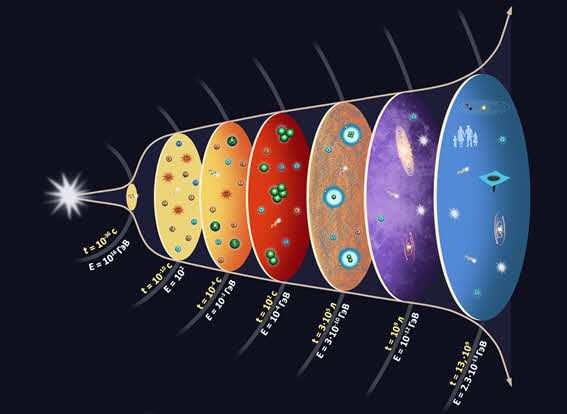 t = 10⁻³⁶ c
E = 10¹⁶ ГэВ
t = 10⁻¹⁰ c
E = 10²
t = 10⁻⁴ c
E = 10⁻¹ ГэВ
t = 10² c
E = 10⁻⁴ ГэВ
t = 3·10⁵ л
E = 3·10⁻¹⁰ ГэВ
t = 10⁹ л
E = 10⁻¹² ГэВ
t = 13,·10⁹
E = 2.3·10⁻¹³ ГэВ